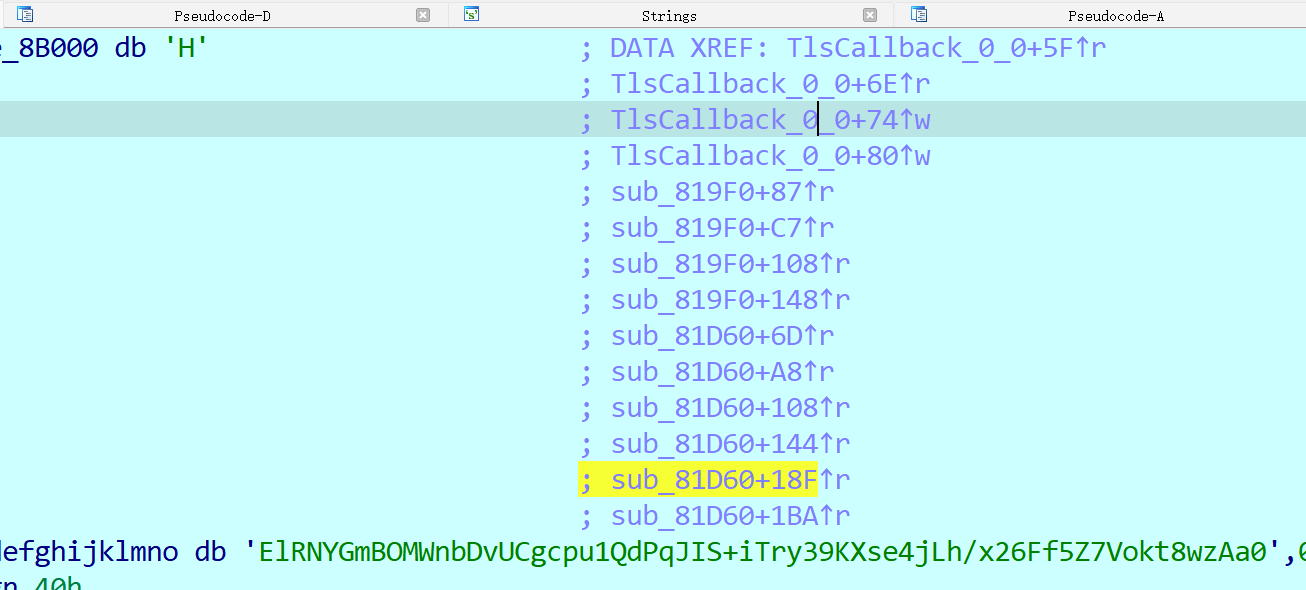 Pseudocode-D Strings Pseudocode-A
e_8B000 db 'H' ; DATA XREF: TlsCallback_0_0+5F↑r
; TlsCallback_0_0+6E↑r
; TlsCallback_0_0+74↑w
; TlsCallback_0_0+80↑w
; sub_819F0+87↑r
; sub_819F0+C7↑r
; sub_819F0+108↑r
; sub_819F0+148↑r
; sub_81D60+6D↑r
; sub_81D60+A8↑r
; sub_81D60+108↑r
; sub_81D60+144↑r
; sub_81D60+18F↑r
; sub_81D60+1BA↑r
defghijklmno db 'ElRNYGmBOMWnbDvUCgcpu1QdPqJIS+iTry39KXse4jLh/x26Ff5Z7Vokt8wzAa0',0
gn 40h